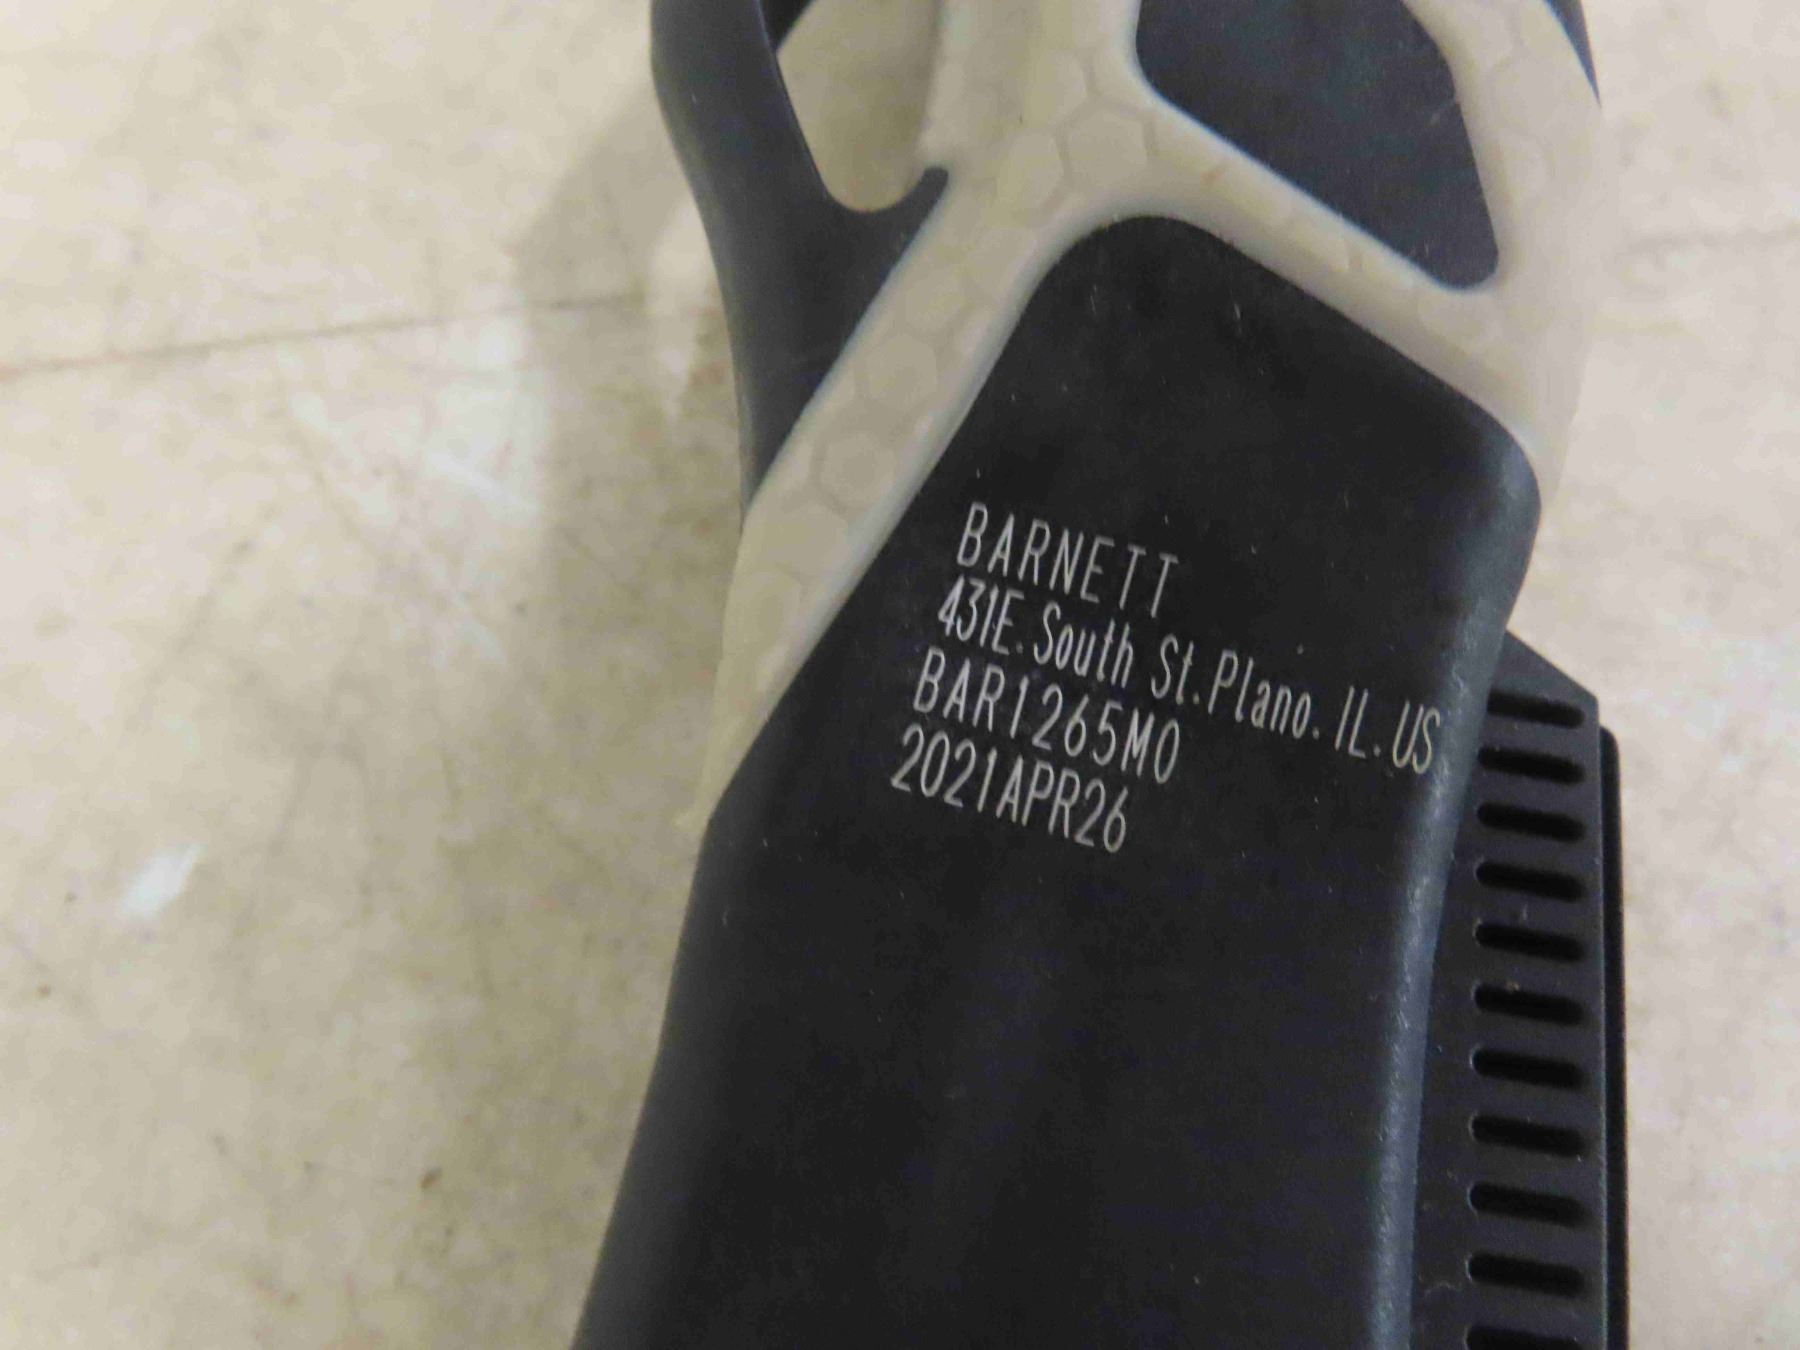 BARNETT
431E.South St.Plano.IL.US
BAR1265M0
2021APR26